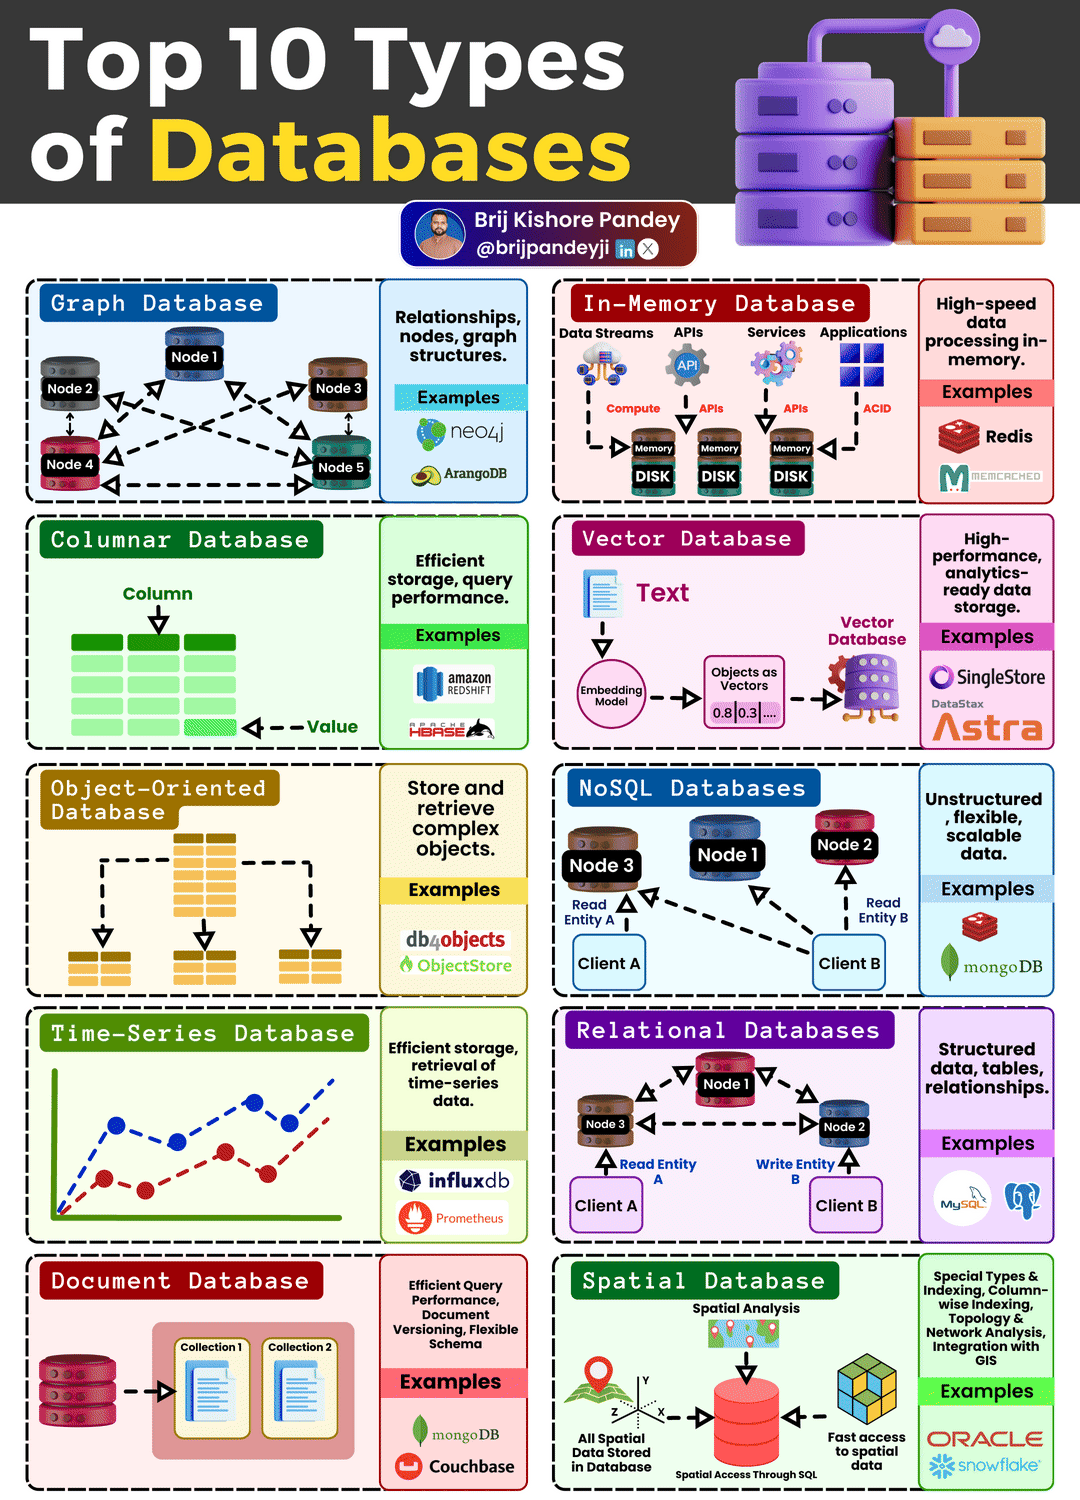 Top 10 Types
of Databases
Brij Kishore Pandey
@brijpandeyji in X
Graph Database
Node 1
Node 2
Node 3
Node 4
Node 5
Relationships,
nodes, graph
structures.
Examples
neo4j
ArangoDB
In-Memory Database
Data Streams
APIs
Services
Applications
API
Compute
APIs
APIs
ACID
Memory
DISK
Memory
DISK
Memory
DISK
High-speed
data
processing in-
memory.
Examples
Redis
MEMCACHED
Columnar Database
Column
Value
Efficient
storage, query
performance.
Examples
amazon
REDSHIFT
APACHE
HBASE
Vector Database
Text
Embedding
Model
Objects as
Vectors
0.8 0.3 ....
Vector
Database
High-
performance,
analytics-
ready data
storage.
Examples
SingleStore
DataStax
Astra
Object-Oriented
Database
Store and
retrieve
complex
objects.
Examples
db4objects
ObjectStore
NoSQL Databases
Node 3
Node 1
Node 2
Read
Entity A
Read
Entity B
Client A
Client B
Unstructured
, flexible,
scalable
data.
Examples
mongoDB
Time-Series Database
Efficient storage,
retrieval of
time-series
data.
Examples
influxdb
Prometheus
Relational Databases
Node 1
Node 3
Node 2
Read Entity
A
Write Entity
B
Client A
Client B
Structured
data, tables,
relationships.
Examples
MySQL
Document Database
Collection 1
Collection 2
Efficient Query
Performance,
Document
Versioning, Flexible
Schema
Examples
mongoDB
Couchbase
Spatial Database
Spatial Analysis
Y
Z
X
All Spatial
Data Stored
in Database
Spatial Access Through SQL
Fast access
to spatial
data
Special Types &
Indexing, Column-
wise Indexing,
Topology &
Network Analysis,
Integration with
GIS
Examples
ORACLE
snowflake